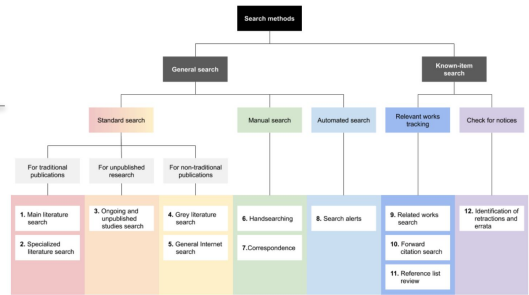 Search methods
General search
Known-item
search
Standard search
Manual search
Automated search
Relevant works
tracking
Check for notices
For traditional
publications
For unpublished
research
For non-traditional
publications
1. Main literature
search
2. Specialized
literature search
3. Ongoing and
unpublished
studies search
4. Grey literature
search
5. General Internet
search
6. Handsearching
7.Correspondence
8. Search alerts
9. Related works
search
10. Forward
citation search
11. Reference list
review
12. Identification of
retractions and
errata